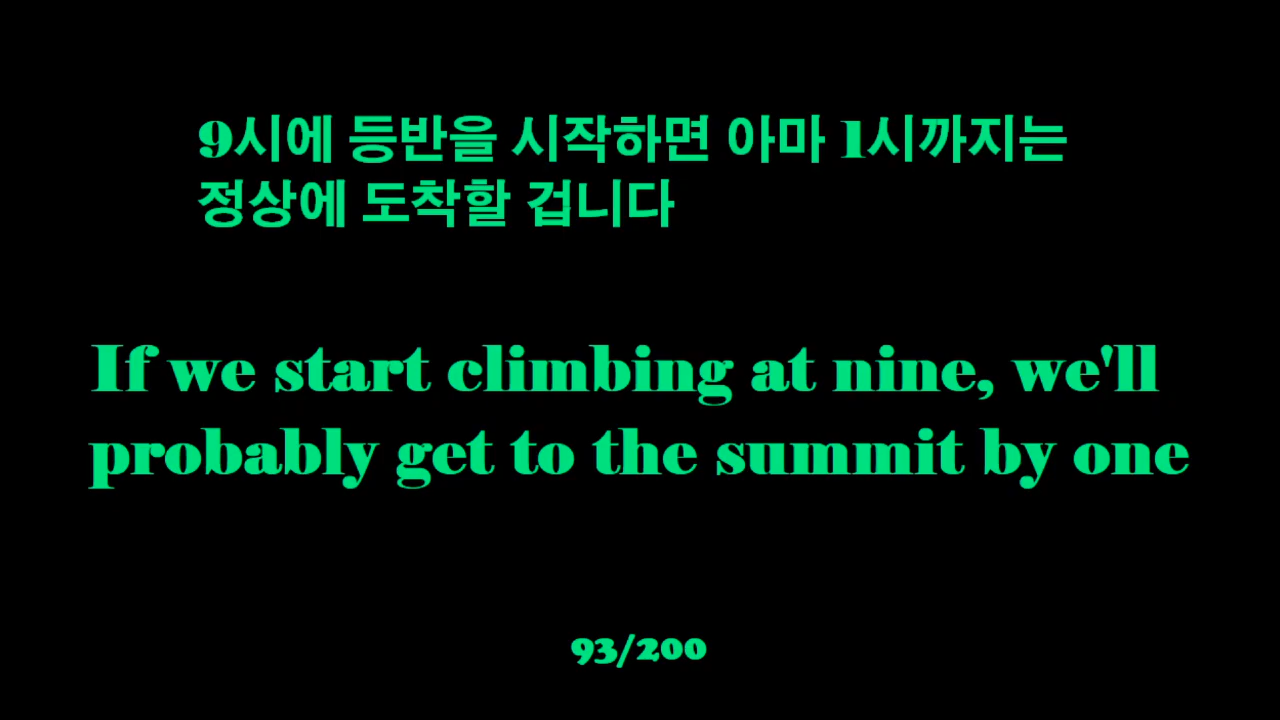 9시에 등반을 시작하면 아마 1시까지는
정상에 도착할 겁니다
If we start climbing at nine, we'll
probably get to the summit by one
93/200